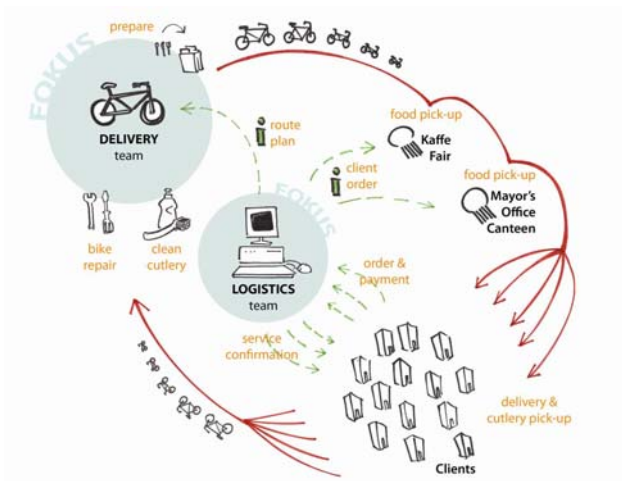 prepare
FOKUS
DELIVERY
team
route
plan
food pick-up
Kaffe
Fair
client
order
food pick-up
Mayor's
Office
Canteen
bike
repair
clean
cutlery
FOKUS
LOGISTICS
team
order &
payment
service
confirmation
delivery &
cutlery pick-up
Clients